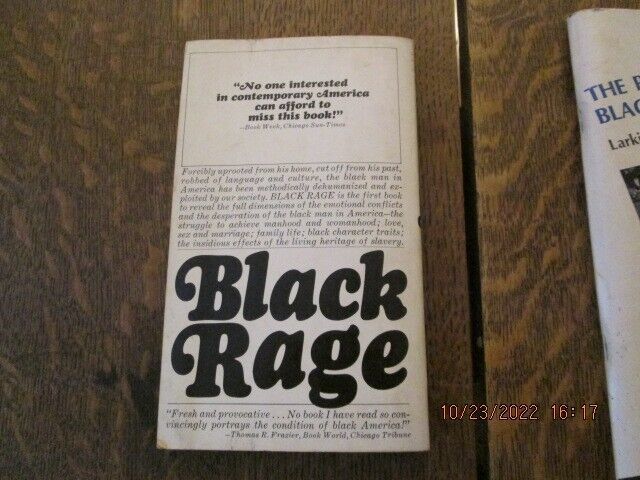 “No one interested
in contemporary America
can afford to
miss this book!”
—Book Week, Chicago Sun-Times
Forcibly uprooted from his home, cut off from his past,
robbed of language and culture, the black man in
America has been methodically dehumanized and ex-
ploited by our society. BLACK RAGE is the first book
to reveal the full dimensions of the emotional conflicts
and the desperation of the black man in America—the
struggle to achieve manhood and womanhood; love,
sex and marriage; family life; black character traits;
the insidious effects of the living heritage of slavery.
Black
Rage
“Fresh and provocative . . . No book I have read so con-
vincingly portrays the condition of black America!”
—Thomas R. Frazier, Book World, Chicago Tribune
THE
BLAC
Larki
10/23/2022 16:17